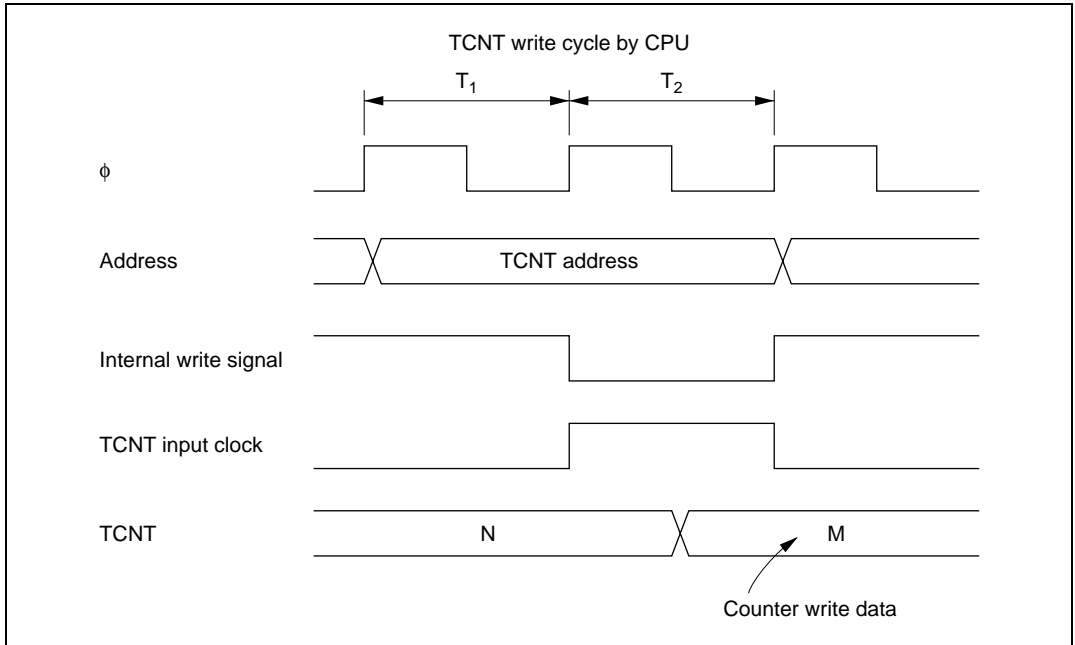 TCNT write cycle by CPU
T1 T2
ϕ
Address TCNT address
Internal write signal
TCNT input clock
TCNT N M
Counter write data